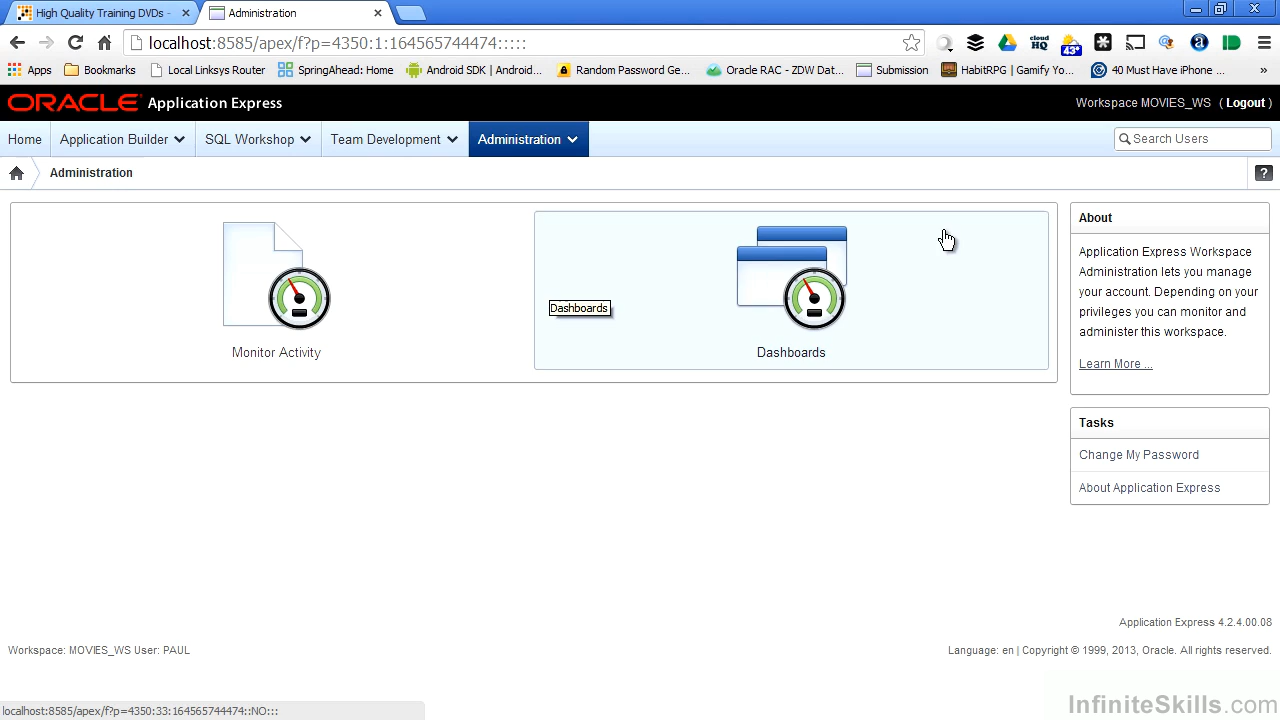 High Quality Training DVDs -
Administration
localhost:8585/apex/f?p=4350:1:164565744474:::::
cloud HQ
43°
Apps
Bookmarks
Local Linksys Router
SpringAhead: Home
Android SDK | Android...
Random Password Ge...
Oracle RAC - ZDW Dat...
Submission
HabitRPG | Gamify Yo...
40 Must Have iPhone ...
»
ORACLE Application Express
Workspace MOVIES_WS ( Logout )
Home
Application Builder
SQL Workshop
Team Development
Administration
Search Users
Administration
?
Monitor Activity
Dashboards
Dashboards
About
Application Express Workspace
Administration lets you manage
your account. Depending on your
privileges you can monitor and
administer this workspace.
Learn More ...
Tasks
Change My Password
About Application Express
Application Express 4.2.4.00.08
Workspace: MOVIES_WS User: PAUL
Language: en | Copyright © 1999, 2013, Oracle. All rights reserved.
localhost:8585/apex/f?p=4350:33:164565744474::NO:::
InfiniteSkills.com